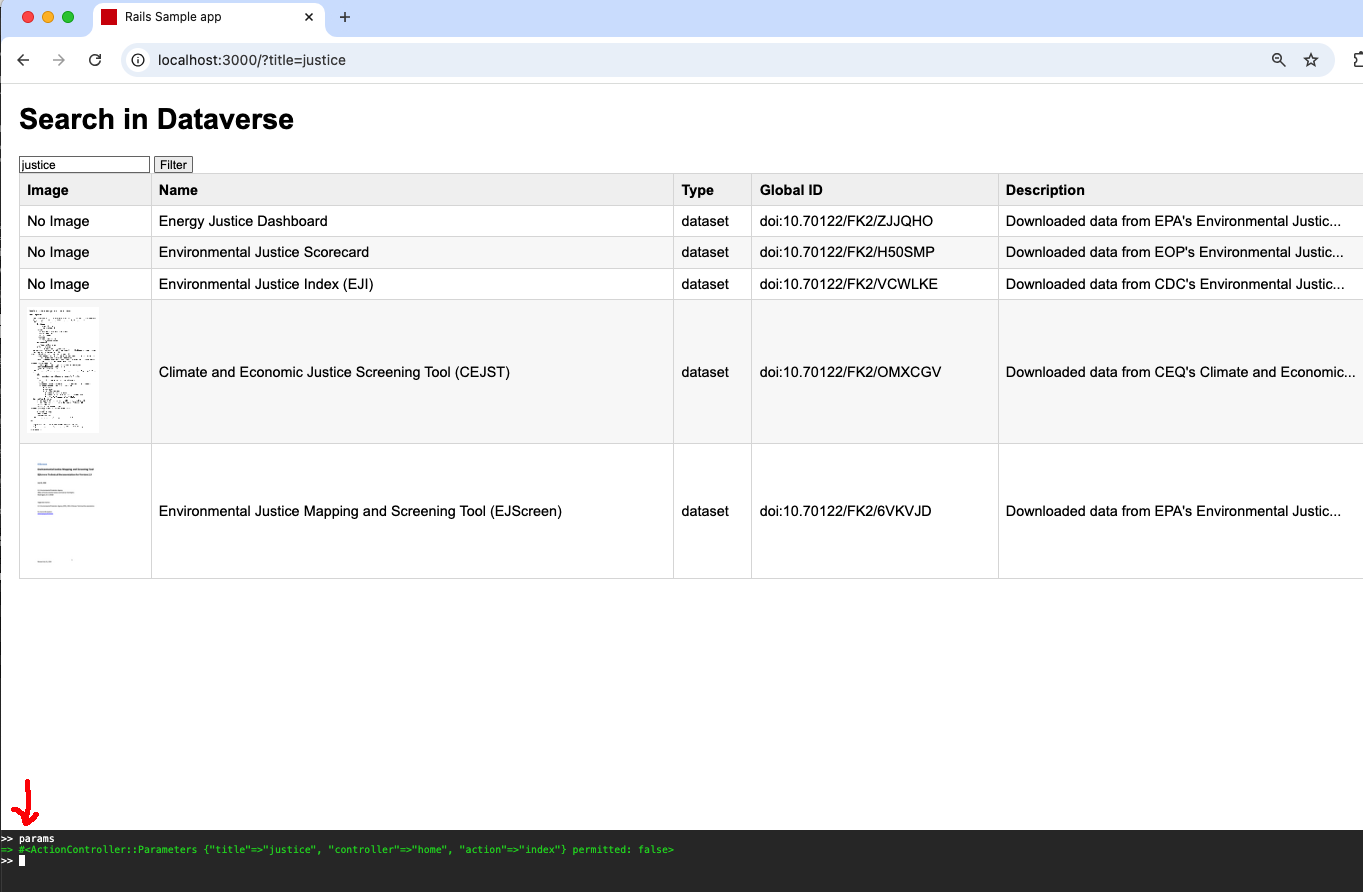 Rails Sample app
localhost:3000/?title=justice
Search in Dataverse
justice Filter
Image Name Type Global ID Description
No Image Energy Justice Dashboard dataset doi:10.70122/FK2/ZJJQHO Downloaded data from EPA's Environmental Justic...
No Image Environmental Justice Scorecard dataset doi:10.70122/FK2/H50SMP Downloaded data from EOP's Environmental Justic...
No Image Environmental Justice Index (EJI) dataset doi:10.70122/FK2/VCWLKE Downloaded data from CDC's Environmental Justic...
Climate and Economic Justice Screening Tool (CEJST) dataset doi:10.70122/FK2/OMXCGV Downloaded data from CEQ's Climate and Economic...
Environmental Justice Mapping and Screening Tool (EJScreen) dataset doi:10.70122/FK2/6VKVJD Downloaded data from EPA's Environmental Justic...
>> params
=> #<ActionController::Parameters {"title"=>"justice", "controller"=>"home", "action"=>"index"} permitted: false>
>>